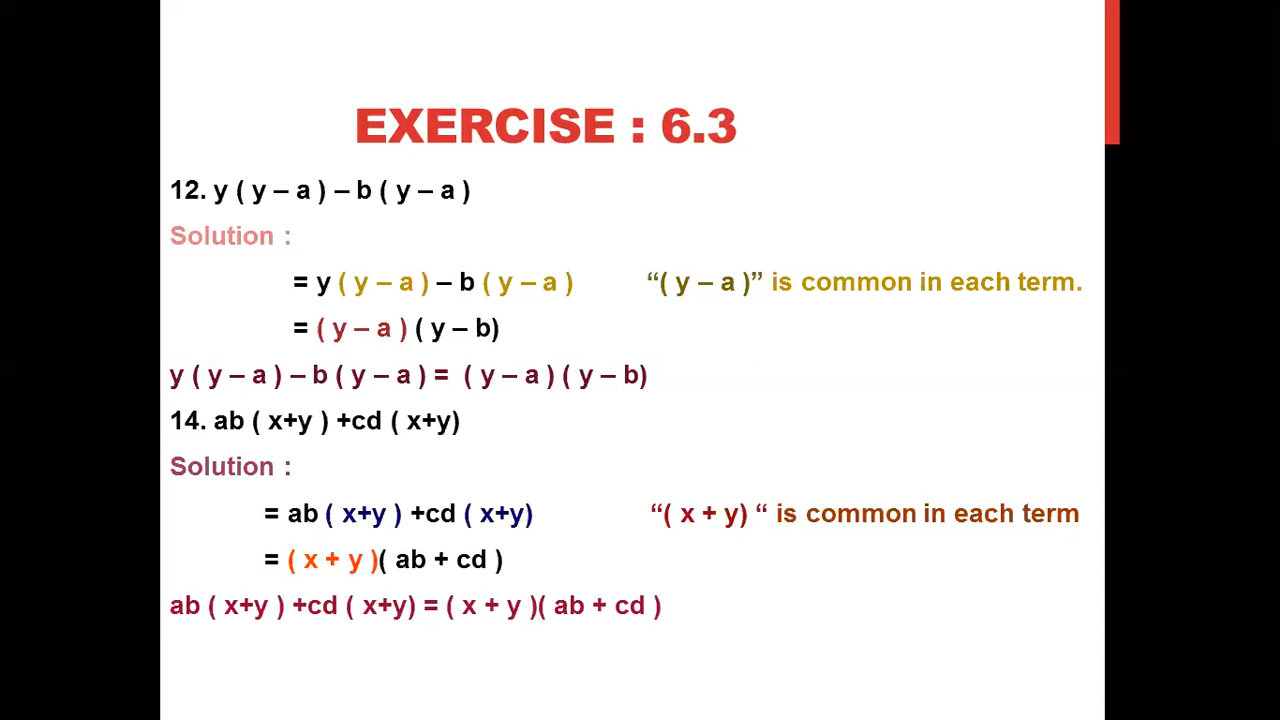 EXERCISE : 6.3
12. y ( y – a ) – b ( y – a )
Solution :
= y ( y – a ) – b ( y – a ) “( y – a )” is common in each term.
= ( y – a ) ( y – b)
y ( y – a ) – b ( y – a ) = ( y – a ) ( y – b)
14. ab ( x+y ) +cd ( x+y)
Solution :
= ab ( x+y ) +cd ( x+y) “( x + y) “ is common in each term
= ( x + y )( ab + cd )
ab ( x+y ) +cd ( x+y) = ( x + y )( ab + cd )